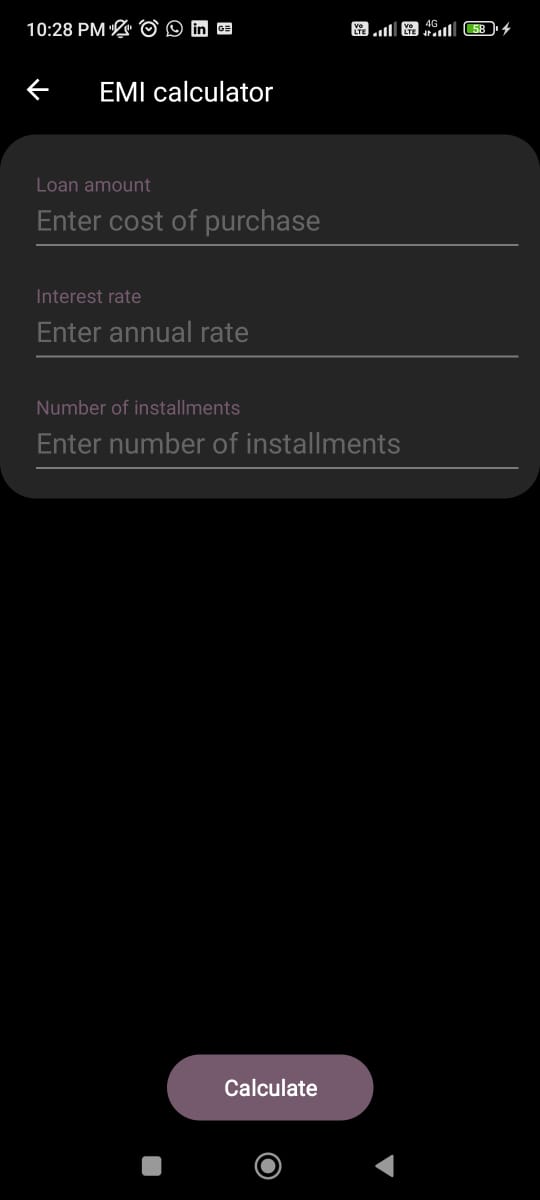 10:28 PM
Vo LTE Vo LTE 4G 58
EMI calculator
Loan amount
Enter cost of purchase
Interest rate
Enter annual rate
Number of installments
Enter number of installments
Calculate